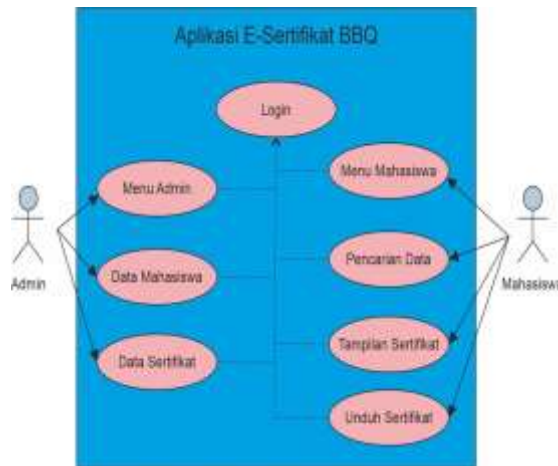 Aplikasi E-Sertifikat BBQ
Login
Menu Admin
Menu Mahasiswa
Data Mahasiswa
Pencarian Data
Admin
Mahasiswa
Data Sertifikat
Tampilan Sertifikat
Unduh Sertifikat